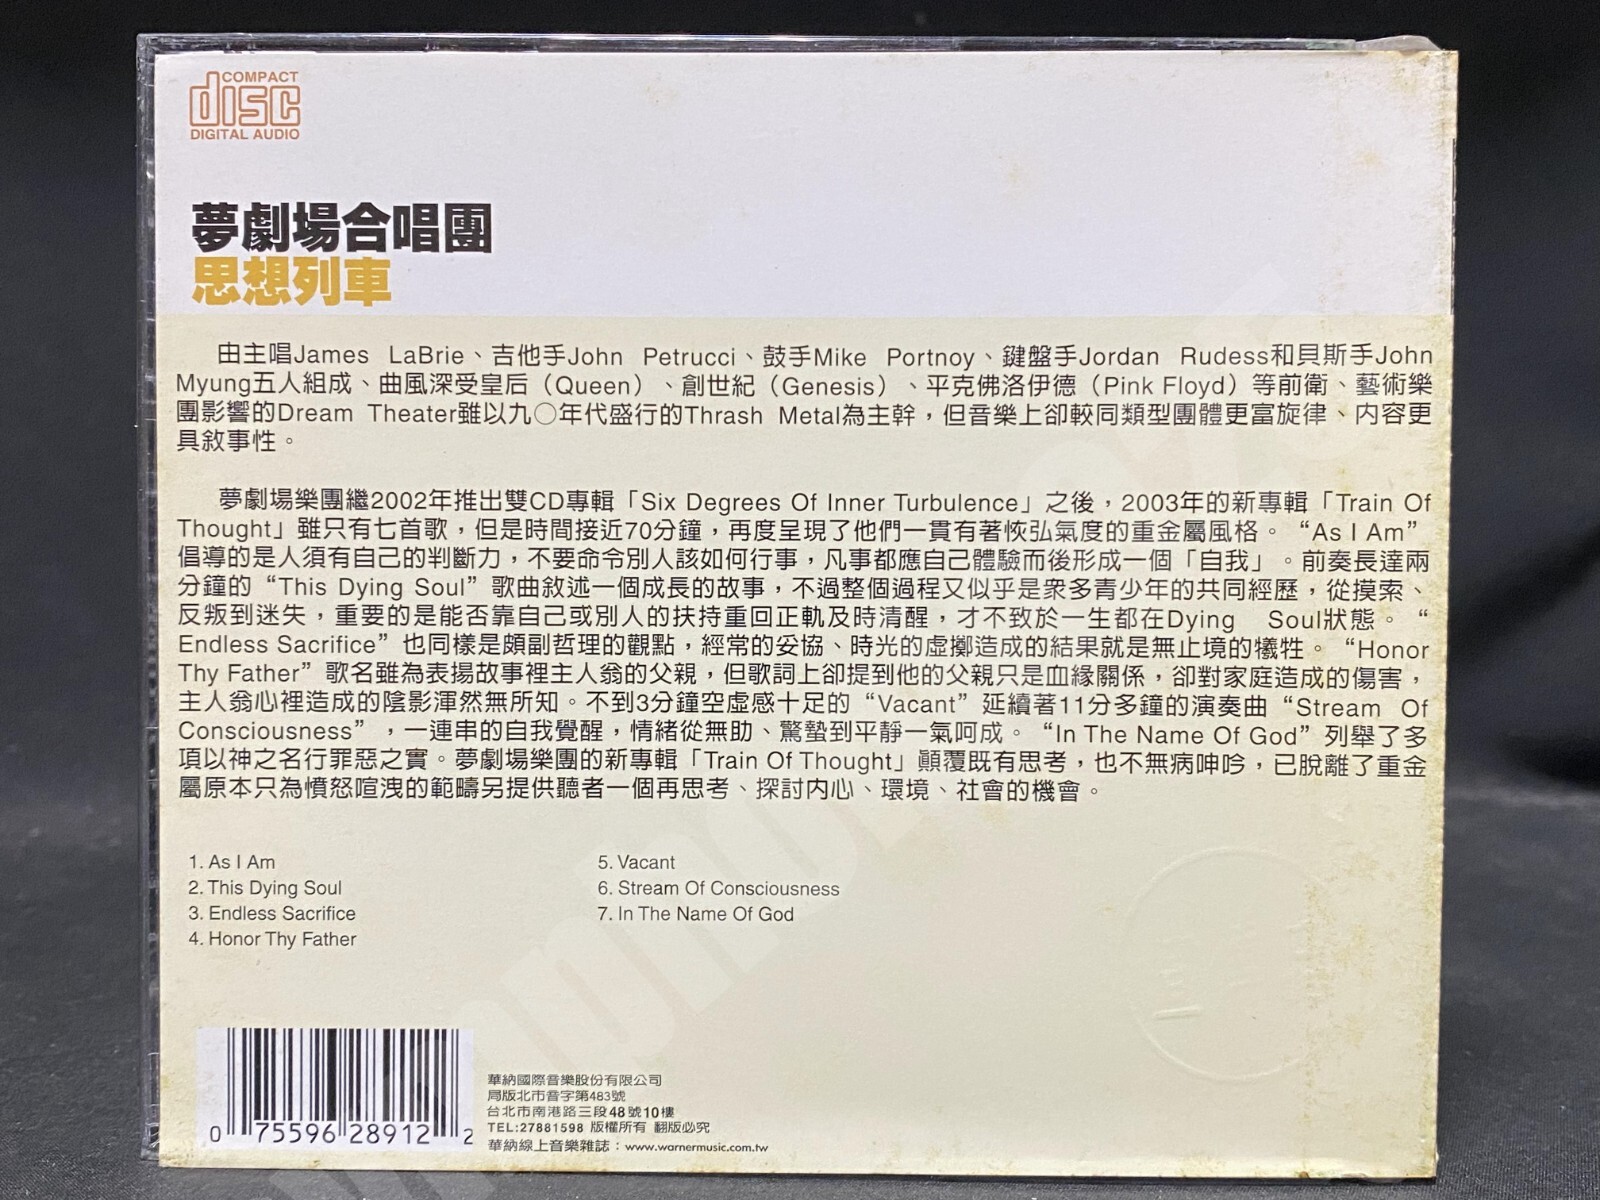 COMPACT
disc
DIGITAL AUDIO
夢劇場合唱團
思想列車
由主唱James LaBrie、吉他手John Petrucci、鼓手Mike Portnoy、鍵盤手Jordan Rudess和貝斯手John
Myung五人組成、曲風深受皇后（Queen）、創世紀（Genesis）、平克佛洛伊德（Pink Floyd）等前衛、藝術樂
團影響的Dream Theater雖以九○年代盛行的Thrash Metal為主幹，但音樂上卻較同類型團體更富旋律、內容更
具敘事性。
夢劇場樂團繼2002年推出雙CD專輯「Six Degrees Of Inner Turbulence」之後，2003年的新專輯「Train Of
Thought」雖只有七首歌，但是時間接近70分鐘，再度呈現了他們一貫有著恢弘氣度的重金屬風格。“As I Am”
倡導的是人須有自己的判斷力，不要命令別人該如何行事，凡事都應自己體驗而後形成一個「自我」。前奏長達兩
分鐘的“This Dying Soul”歌曲敘述一個成長的故事，不過整個過程又似乎是衆多青少年的共同經歷，從摸索、
反叛到迷失，重要的是能否靠自己或別人的扶持重回正軌及時清醒，才不致於一生都在Dying Soul狀態。“
Endless Sacrifice”也同樣是頗副哲理的觀點，經常的妥協、時光的虛擲造成的結果就是無止境的犧牲。“Honor
Thy Father”歌名雖為表揚故事裡主人翁的父親，但歌詞上卻提到他的父親只是血緣關係，卻對家庭造成的傷害，
主人翁心裡造成的陰影渾然無所知。不到3分鐘空虛感十足的“Vacant”延續著11分多鐘的演奏曲“Stream Of
Consciousness”，一連串的自我覺醒，情緒從無助、驚蟄到平靜一氣呵成。“In The Name Of God”列舉了多
項以神之名行罪惡之實。夢劇場樂團的新專輯「Train Of Thought」顛覆既有思考，也不無病呻吟，已脫離了重金
屬原本只為憤怒喧洩的範疇另提供聽者一個再思考、探討內心、環境、社會的機會。
1. As I Am
2. This Dying Soul
3. Endless Sacrifice
4. Honor Thy Father
5. Vacant
6. Stream Of Consciousness
7. In The Name Of God
0 75596 28912 2
華納國際音樂股份有限公司
局版北市音字第483號
台北市南港路三段48號10樓
TEL:27881598 版權所有 翻版必究
華納線上音樂雜誌：www.warnermusic.com.tw